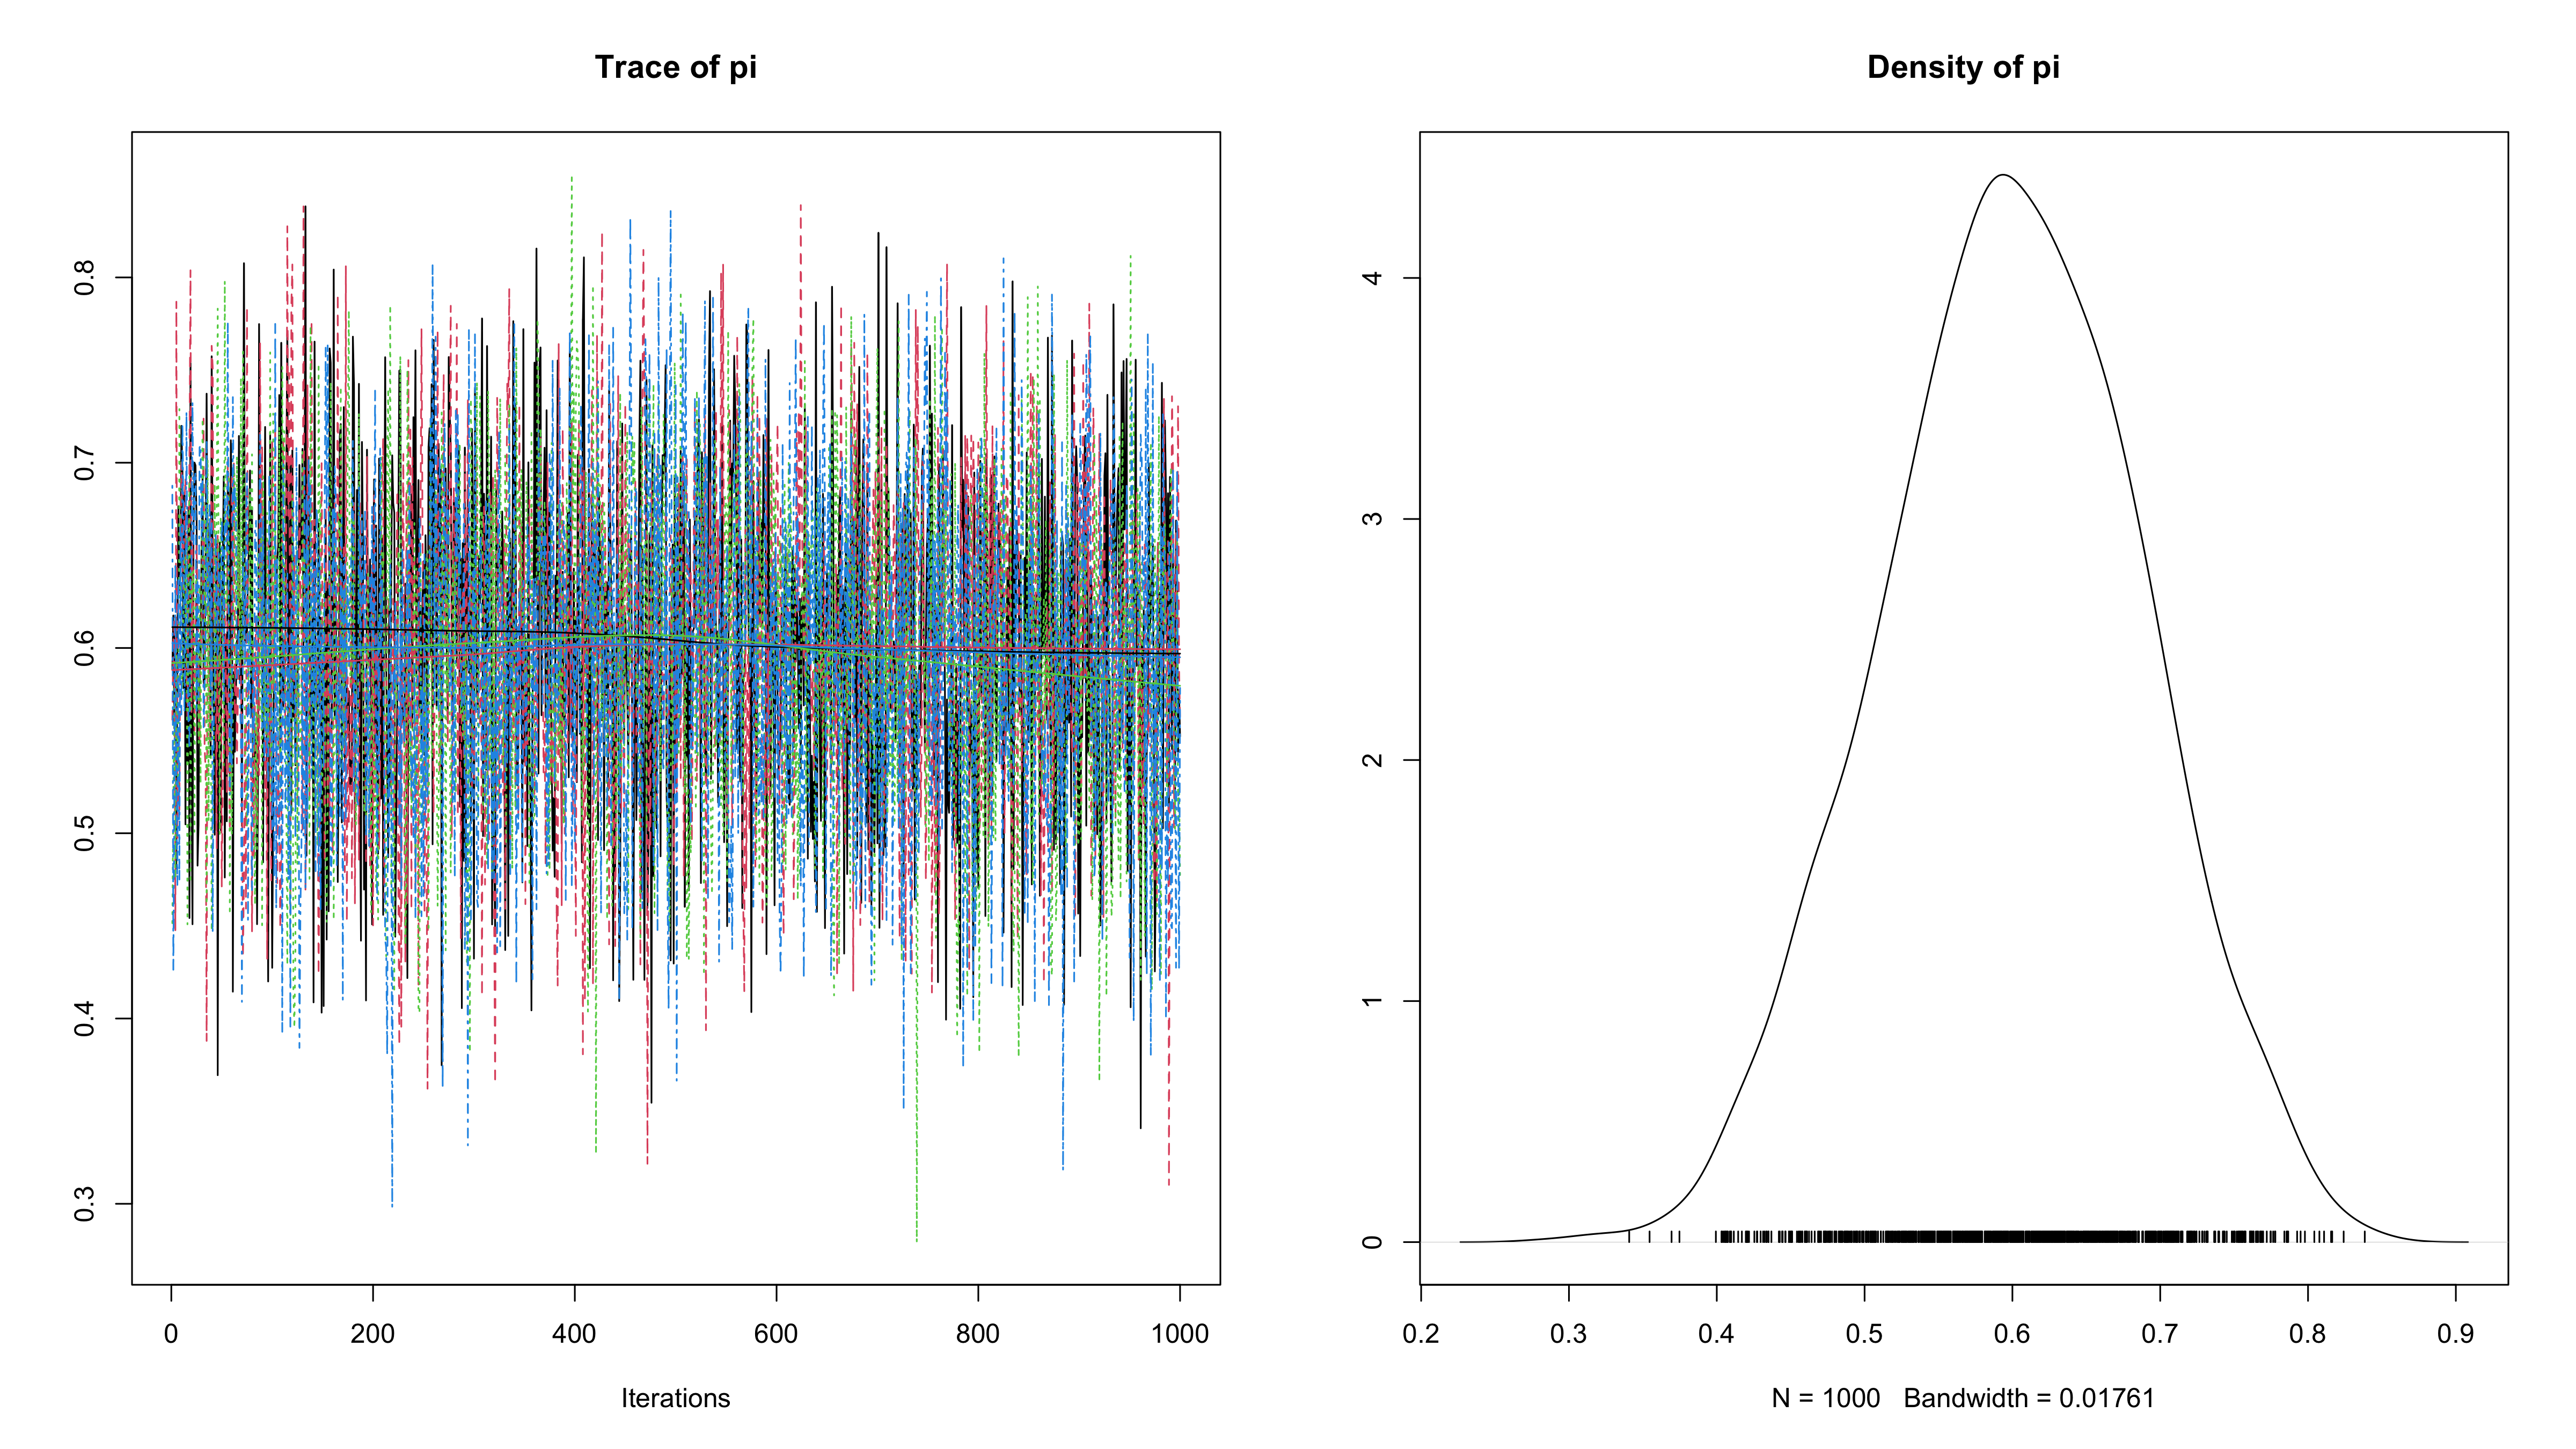 Trace of pi
0.8
0.7
0.6
0.5
0.4
0.3
0 200 400 600 800 1000
Iterations
Density of pi
4
3
2
1
0
0.2 0.3 0.4 0.5 0.6 0.7 0.8 0.9
N = 1000 Bandwidth = 0.01761